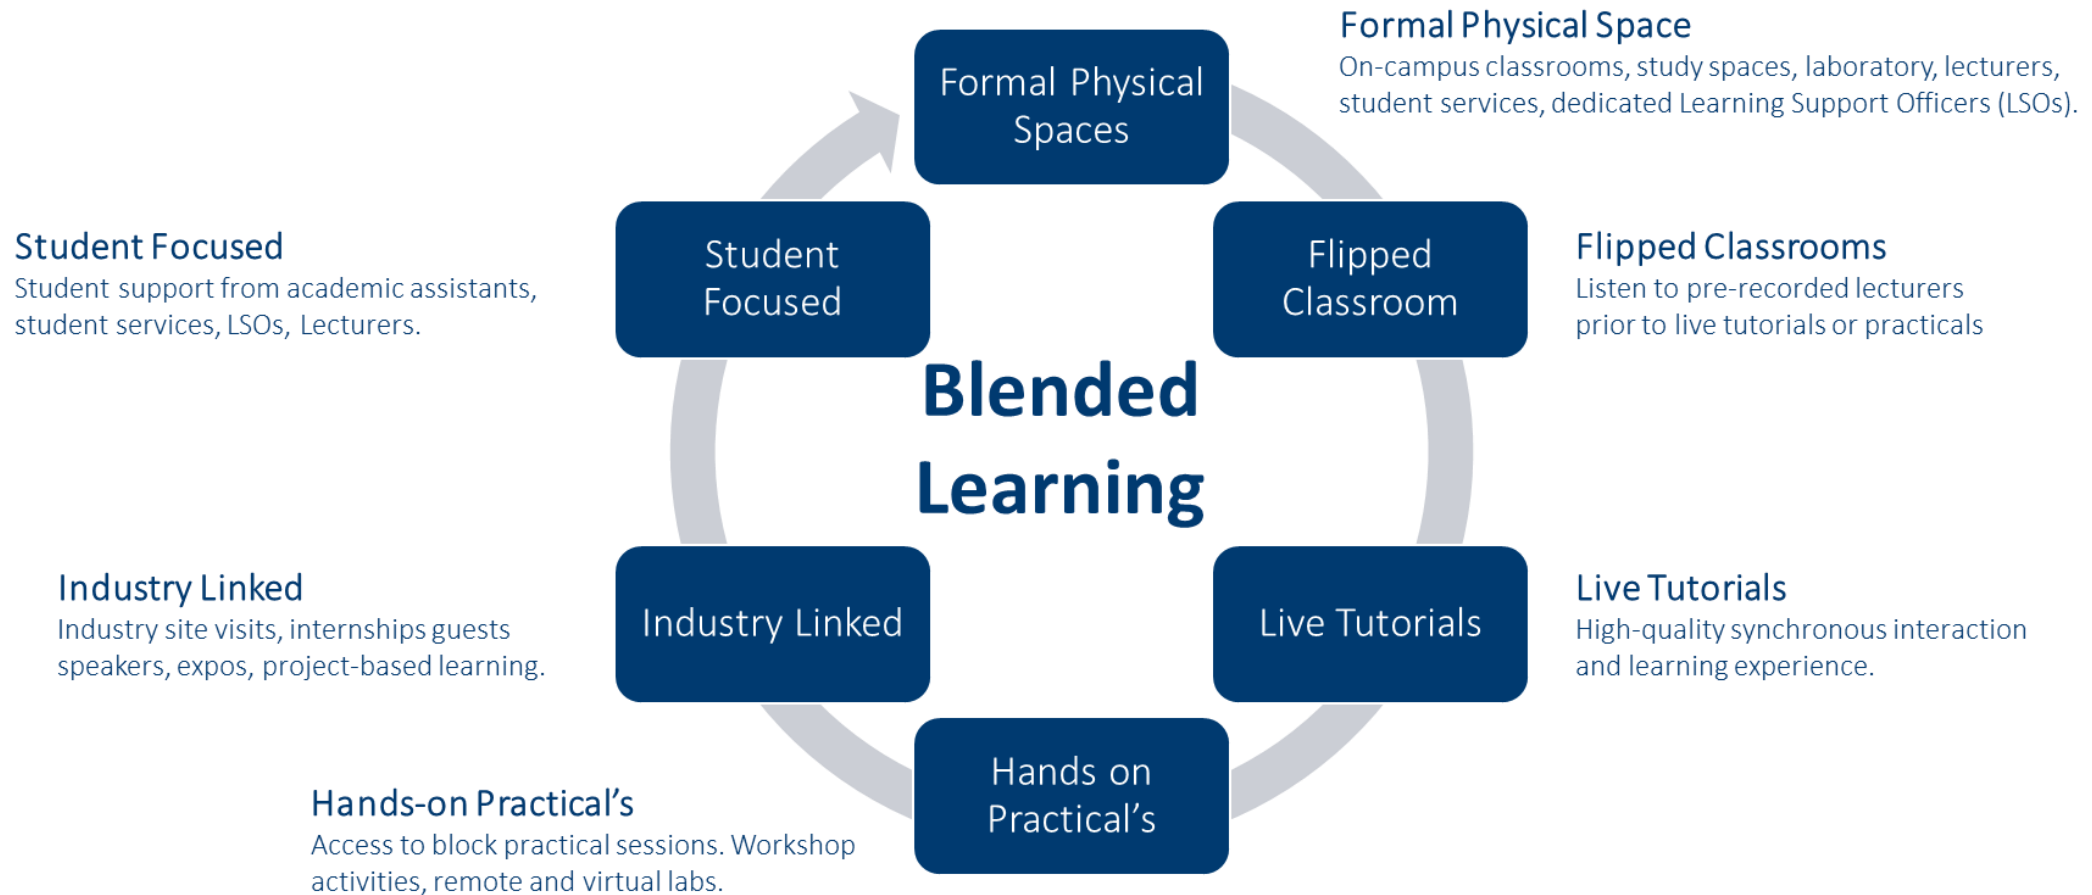 Formal Physical Space
On-campus classrooms, study spaces, laboratory, lecturers,
student services, dedicated Learning Support Officers (LSOs).
Formal Physical
Spaces
Student Focused
Student support from academic assistants,
student services, LSOs, Lecturers.
Student
Focused
Flipped
Classroom
Flipped Classrooms
Listen to pre-recorded lecturers
prior to live tutorials or practicals
Blended
Learning
Industry Linked
Industry site visits, internships guests
speakers, expos, project-based learning.
Industry Linked
Live Tutorials
Live Tutorials
High-quality synchronous interaction
and learning experience.
Hands on
Practical’s
Hands-on Practical’s
Access to block practical sessions. Workshop
activities, remote and virtual labs.